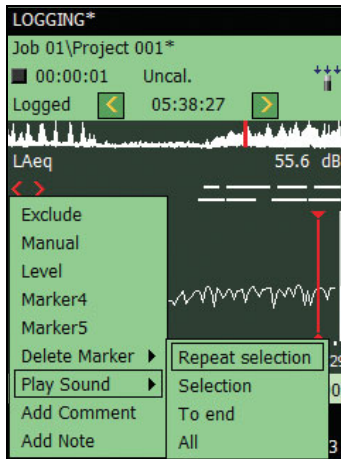 LOGGING*
Job 01\Project 001*
00:00:01 Uncal.
Logged < 05:38:27 >
LAeq 55.6 dB
< >
Exclude
Manual
Level
Marker4
Marker5
Delete Marker
Play Sound
Add Comment
Add Note
Repeat selection
Selection
To end
All